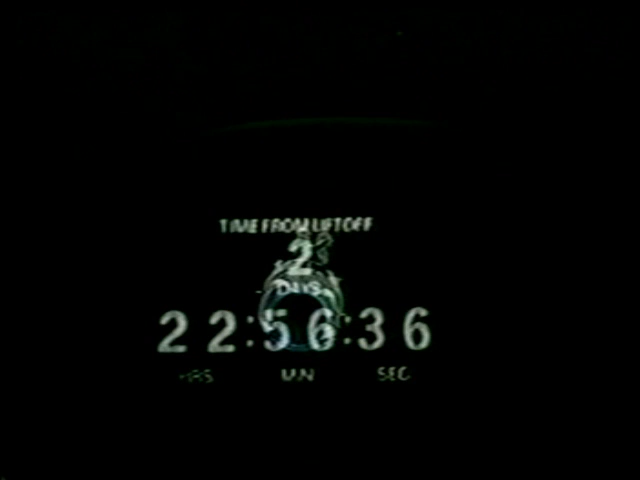 TIME FROM LIFTOFF
2
DAYS
22:56:36
HRS MIN SEC